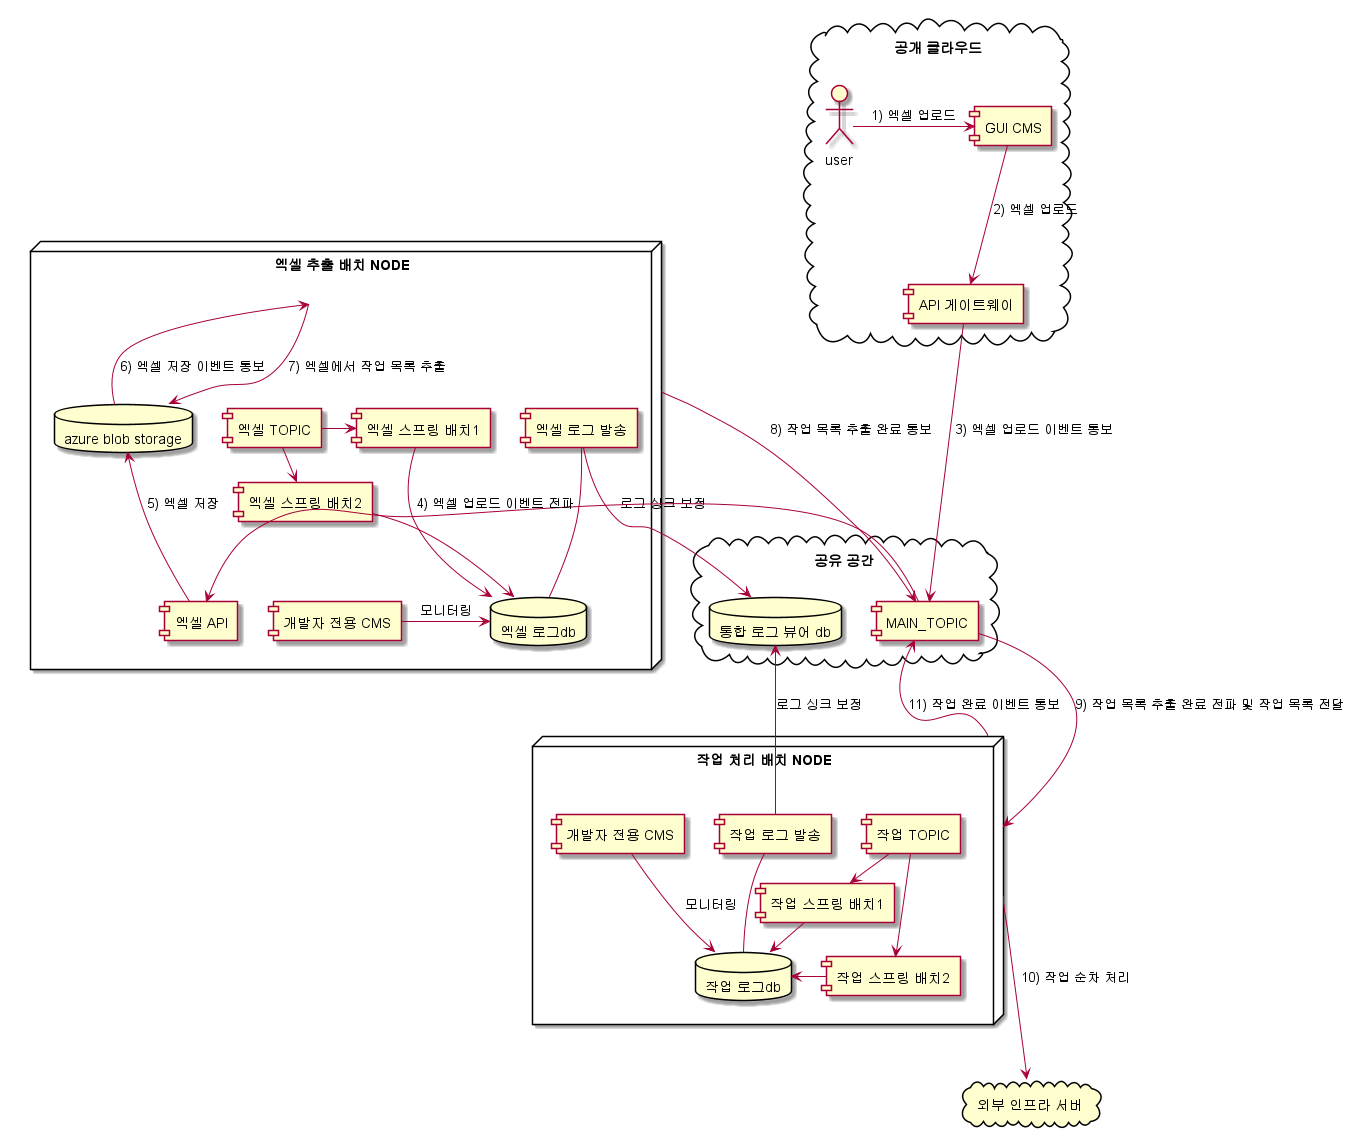 공개 클라우드
1) 엑셀 업로드
GUI CMS
user
2) 엑셀 업로드
API 게이트웨이
엑셀 추출 배치 NODE
6) 엑셀 저장 이벤트 통보
7) 엑셀에서 작업 목록 추출
azure blob storage
엑셀 TOPIC
엑셀 스프링 배치1
엑셀 로그 발송
8) 작업 목록 추출 완료 통보
3) 엑셀 업로드 이벤트 통보
5) 엑셀 저장
엑셀 스프링 배치2
4) 엑셀 업로드 이벤트 전파
로그 싱크 보정
공유 공간
엑셀 API
개발자 전용 CMS
모니터링
엑셀 로그db
통합 로그 뷰어 db
MAIN_TOPIC
로그 싱크 보정
11) 작업 완료 이벤트 통보
9) 작업 목록 추출 완료 전파 및 작업 목록 전달
작업 처리 배치 NODE
개발자 전용 CMS
작업 로그 발송
작업 TOPIC
모니터링
작업 스프링 배치1
작업 로그db
작업 스프링 배치2
10) 작업 순차 처리
외부 인프라 서버